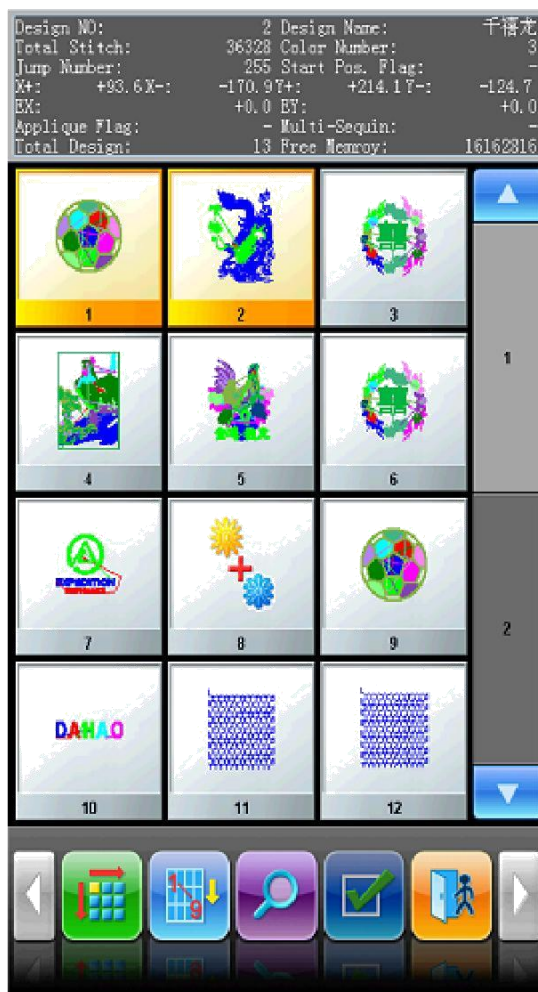 Design NO: 2 Design Name: 千禧龙
Total Stitch: 36328 Color Number: 3
Jump Number: 255 Start Pos. Flag: -
X+: +93.6 X-: -170.9 Y+: +214.1 Y-: -124.7
EX: +0.0 EY: +0.0
Applique Flag: - Multi-Sequin: -
Total Design: 13 Free Memroy: 16162816
1
2
3
1
4
5
6
EXPEDITION
7
8
9
2
DAHAO
10
11
12
1
9